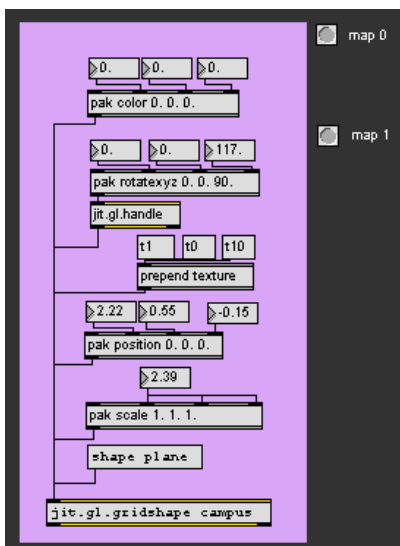 map 0
0. 0. 0.
pak color 0. 0. 0.
map 1
0. 0. 117.
pak rotatexyz 0. 0. 90.
jit.gl.handle
t1 t0 t10
prepend texture
2.22 0.55 -0.15
pak position 0. 0. 0.
2.39
pak scale 1. 1. 1.
shape plane
jit.gl.gridshape campus